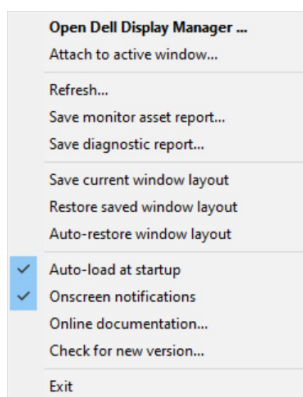 Open Dell Display Manager ...
Attach to active window...
Refresh...
Save monitor asset report...
Save diagnostic report...
Save current window layout
Restore saved window layout
Auto-restore window layout
Auto-load at startup
Onscreen notifications
Online documentation...
Check for new version...
Exit